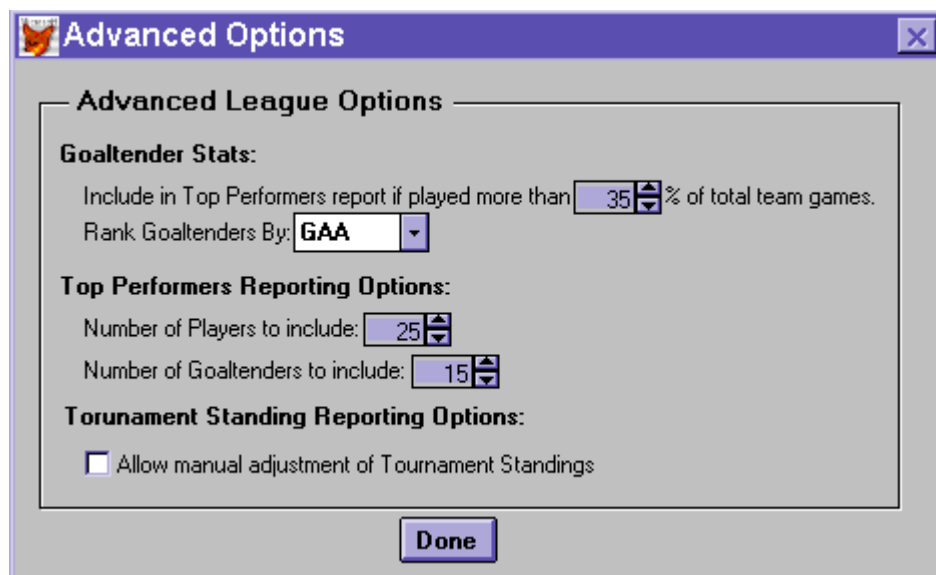 Advanced Options
Advanced League Options
Goaltender Stats:
Include in Top Performers report if played more than 35 % of total team games.
Rank Goaltenders By: GAA
Top Performers Reporting Options:
Number of Players to include: 25
Number of Goaltenders to include: 15
Torunament Standing Reporting Options:
Allow manual adjustment of Tournament Standings
Done